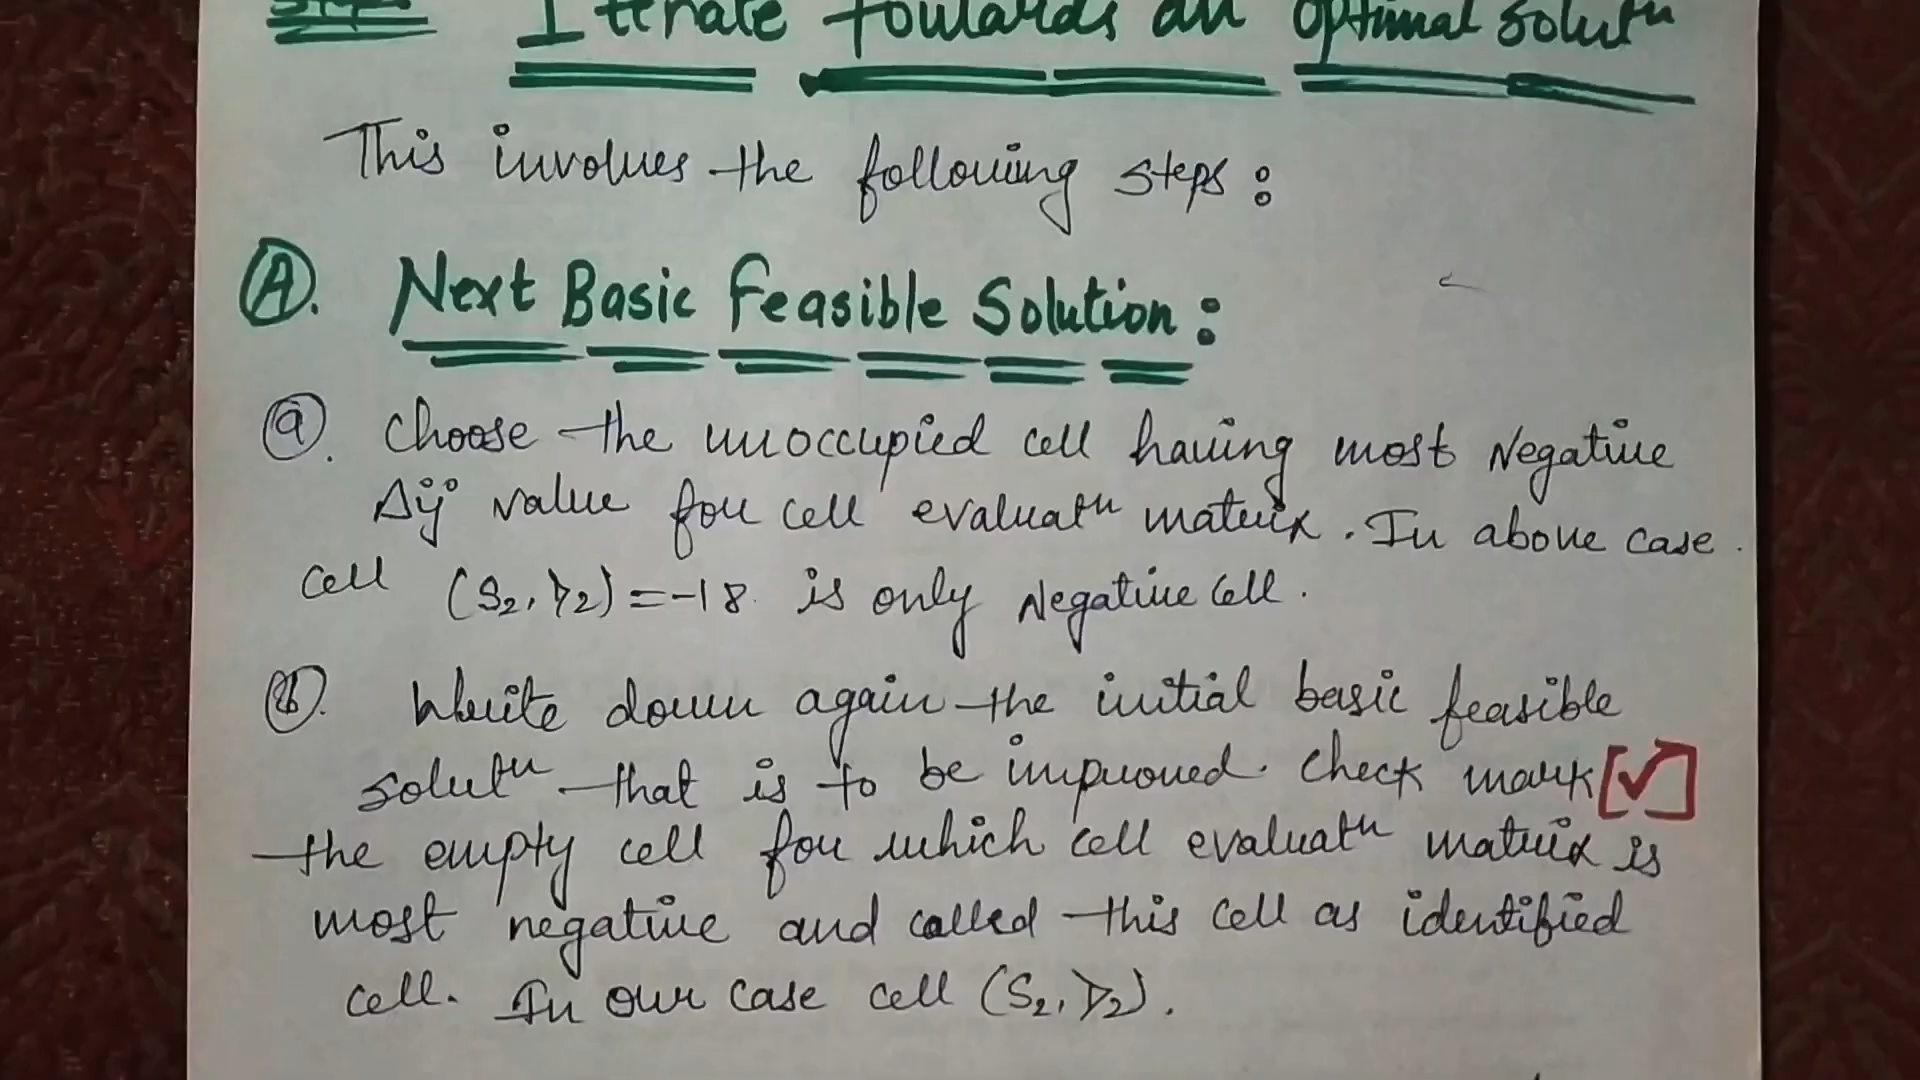 Iterate towards an optimal solutn
This involves the following steps :
(A). Next Basic Feasible Solution :
(a). Choose the unoccupied cell having most Negative
Δij value for cell evaluatn matrix. In above case.
cell (S2, D2) = -18 is only Negative Cell.
(b). Write down again the initial basic feasible
solutn that is to be improved. Check mark [✓]
the empty cell for which cell evaluatn matrix is
most negative and called this cell as identified
cell. In our case cell (S2, D2).